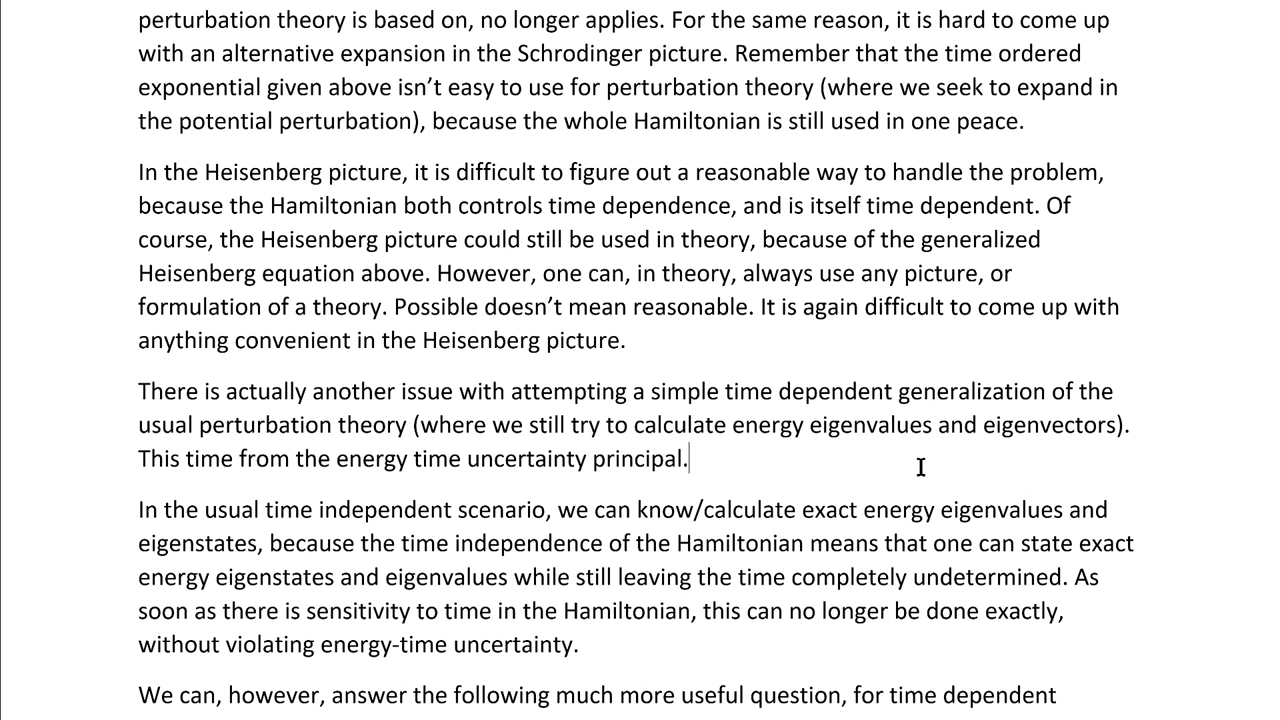 perturbation theory is based on, no longer applies. For the same reason, it is hard to come up
with an alternative expansion in the Schrodinger picture. Remember that the time ordered
exponential given above isn’t easy to use for perturbation theory (where we seek to expand in
the potential perturbation), because the whole Hamiltonian is still used in one peace.
In the Heisenberg picture, it is difficult to figure out a reasonable way to handle the problem,
because the Hamiltonian both controls time dependence, and is itself time dependent. Of
course, the Heisenberg picture could still be used in theory, because of the generalized
Heisenberg equation above. However, one can, in theory, always use any picture, or
formulation of a theory. Possible doesn’t mean reasonable. It is again difficult to come up with
anything convenient in the Heisenberg picture.
There is actually another issue with attempting a simple time dependent generalization of the
usual perturbation theory (where we still try to calculate energy eigenvalues and eigenvectors).
This time from the energy time uncertainty principal.
In the usual time independent scenario, we can know/calculate exact energy eigenvalues and
eigenstates, because the time independence of the Hamiltonian means that one can state exact
energy eigenstates and eigenvalues while still leaving the time completely undetermined. As
soon as there is sensitivity to time in the Hamiltonian, this can no longer be done exactly,
without violating energy-time uncertainty.
We can, however, answer the following much more useful question, for time dependent